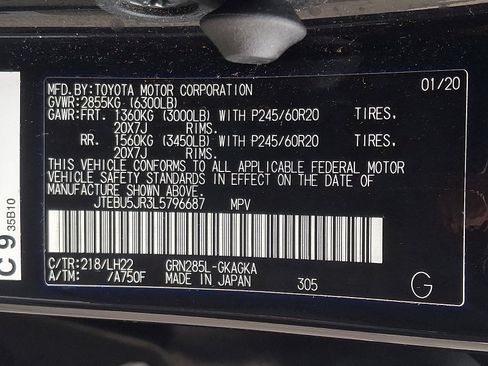 MFD.BY:TOYOTA MOTOR CORPORATION 01/20
GVWR:2855KG (6300LB)
GAWR:FRT. 1360KG (3000LB) WITH P245/60R20 TIRES,
20X7J RIMS.
RR. 1560KG (3450LB) WITH P245/60R20 TIRES,
20X7J RIMS.
THIS VEHICLE CONFORMS TO ALL APPLICABLE FEDERAL MOTOR
VEHICLE SAFETY STANDARDS IN EFFECT ON THE DATE OF
MANUFACTURE SHOWN ABOVE.
JTEBU5JR3L5796687 MPV
C/TR:218/LH22 GRN285L-GKAGKA
A/TM: /A750F MADE IN JAPAN 305 G
C 9
35B10